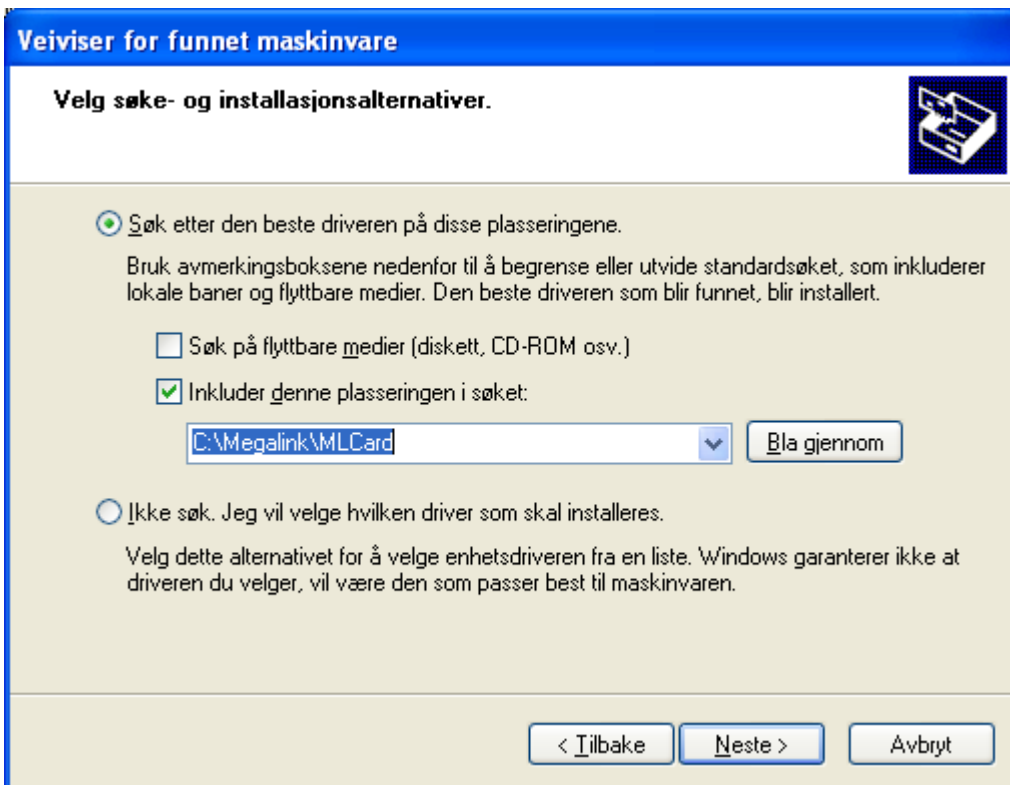 Veiviser for funnet maskinvare
Velg søke- og installasjonsalternativer.
Søk etter den beste driveren på disse plasseringene.
Bruk avmerkingsboksene nedenfor til å begrense eller utvide standardsøket, som inkluderer
lokale baner og flyttbare medier. Den beste driveren som blir funnet, blir installert.
Søk på flyttbare medier (diskett, CD-ROM osv.)
Inkluder denne plasseringen i søket:
C:\Megalink\MLCard
Bla gjennom
Ikke søk. Jeg vil velge hvilken driver som skal installeres.
Velg dette alternativet for å velge enhetsdriveren fra en liste. Windows garanterer ikke at
driveren du velger, vil være den som passer best til maskinvaren.
< Tilbake
Neste >
Avbryt